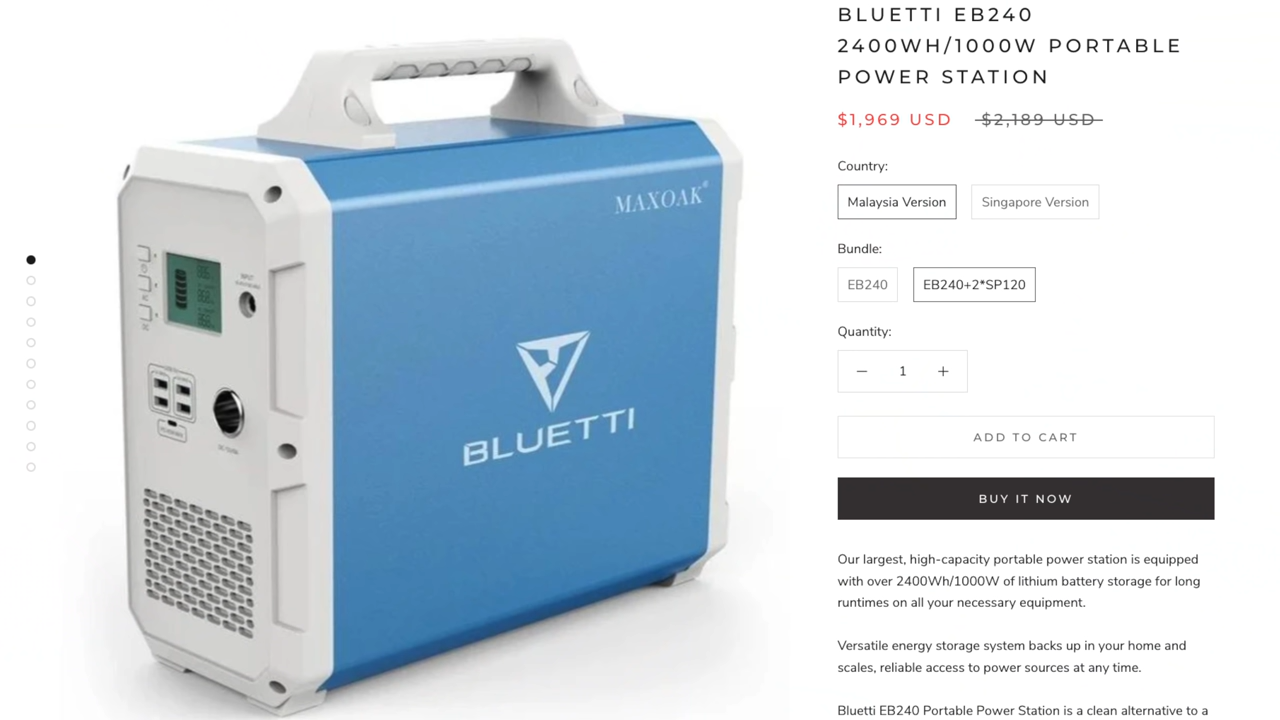 MAXOAK®
BLUETTI
INPUT
AC
DC
BLUETTI EB240
2400WH/1000W PORTABLE
POWER STATION
$1,969 USD $2,189 USD
Country:
Malaysia Version Singapore Version
Bundle:
EB240 EB240+2*SP120
Quantity:
− 1 +
ADD TO CART
BUY IT NOW
Our largest, high-capacity portable power station is equipped
with over 2400Wh/1000W of lithium battery storage for long
runtimes on all your necessary equipment.
Versatile energy storage system backs up in your home and
scales, reliable access to power sources at any time.
Bluetti EB240 Portable Power Station is a clean alternative to a